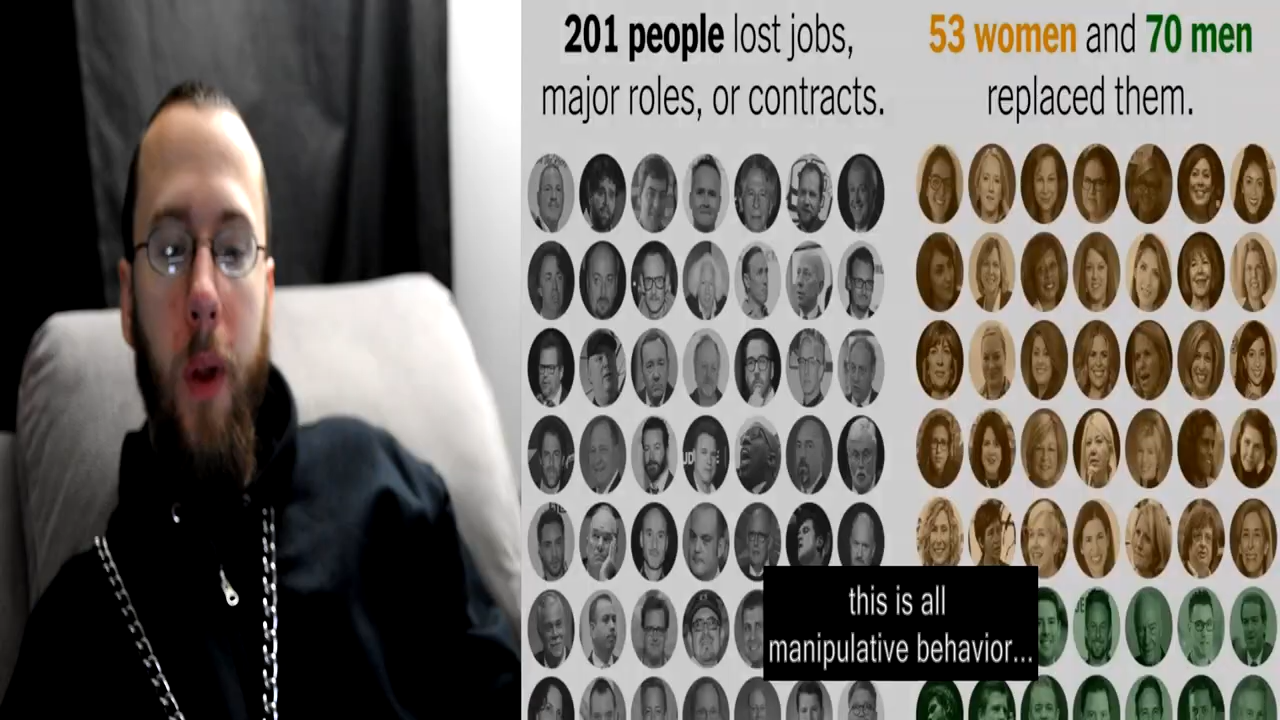 201 people lost jobs,
major roles, or contracts.
53 women and 70 men
replaced them.
this is all
manipulative behavior...